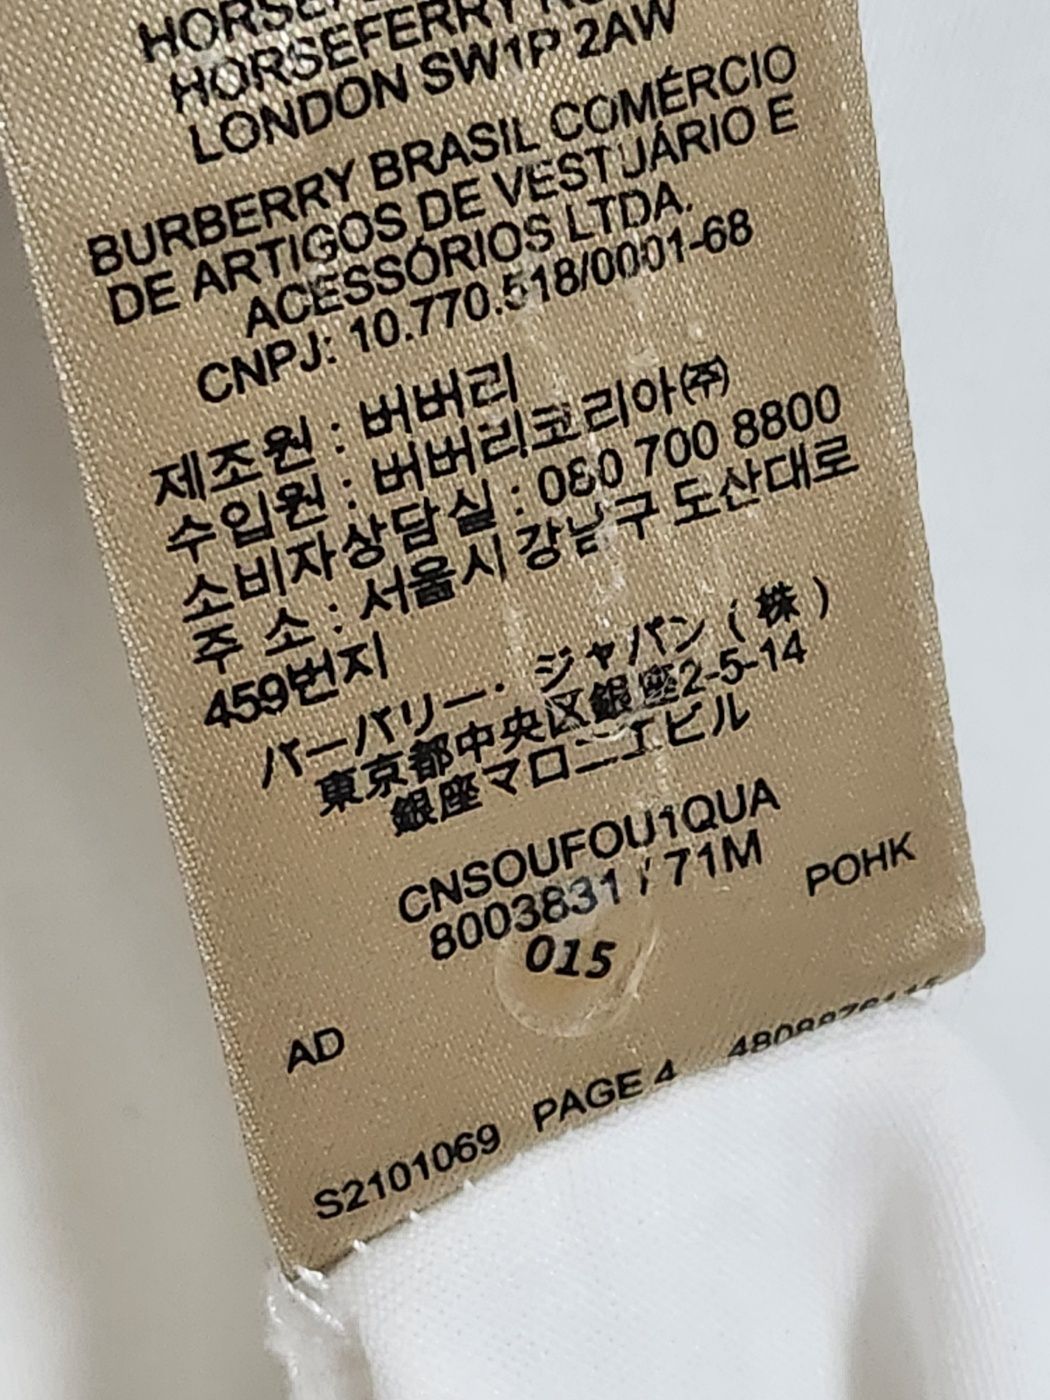 HORSEFERRY
LONDON SW1P 2AW
BURBERRY BRASIL COMÉRCIO
DE ARTIGOS DE VESTUÁRIO E
ACESSÓRIOS LTDA.
CNPJ: 10.770.518/0001-68
제조원 : 버버리
수입원 : 버버리코리아㈜
소비자상담실 : 080 700 8800
주 소 : 서울시 강남구 도산대로
459번지
バーバリー・ジャパン ( 株 )
東京都中央区銀座2-5-14
銀座マロニエビル
CNSOUFOU1QUA
8003831 / 71M
POHK
015
AD
S2101069 PAGE 4